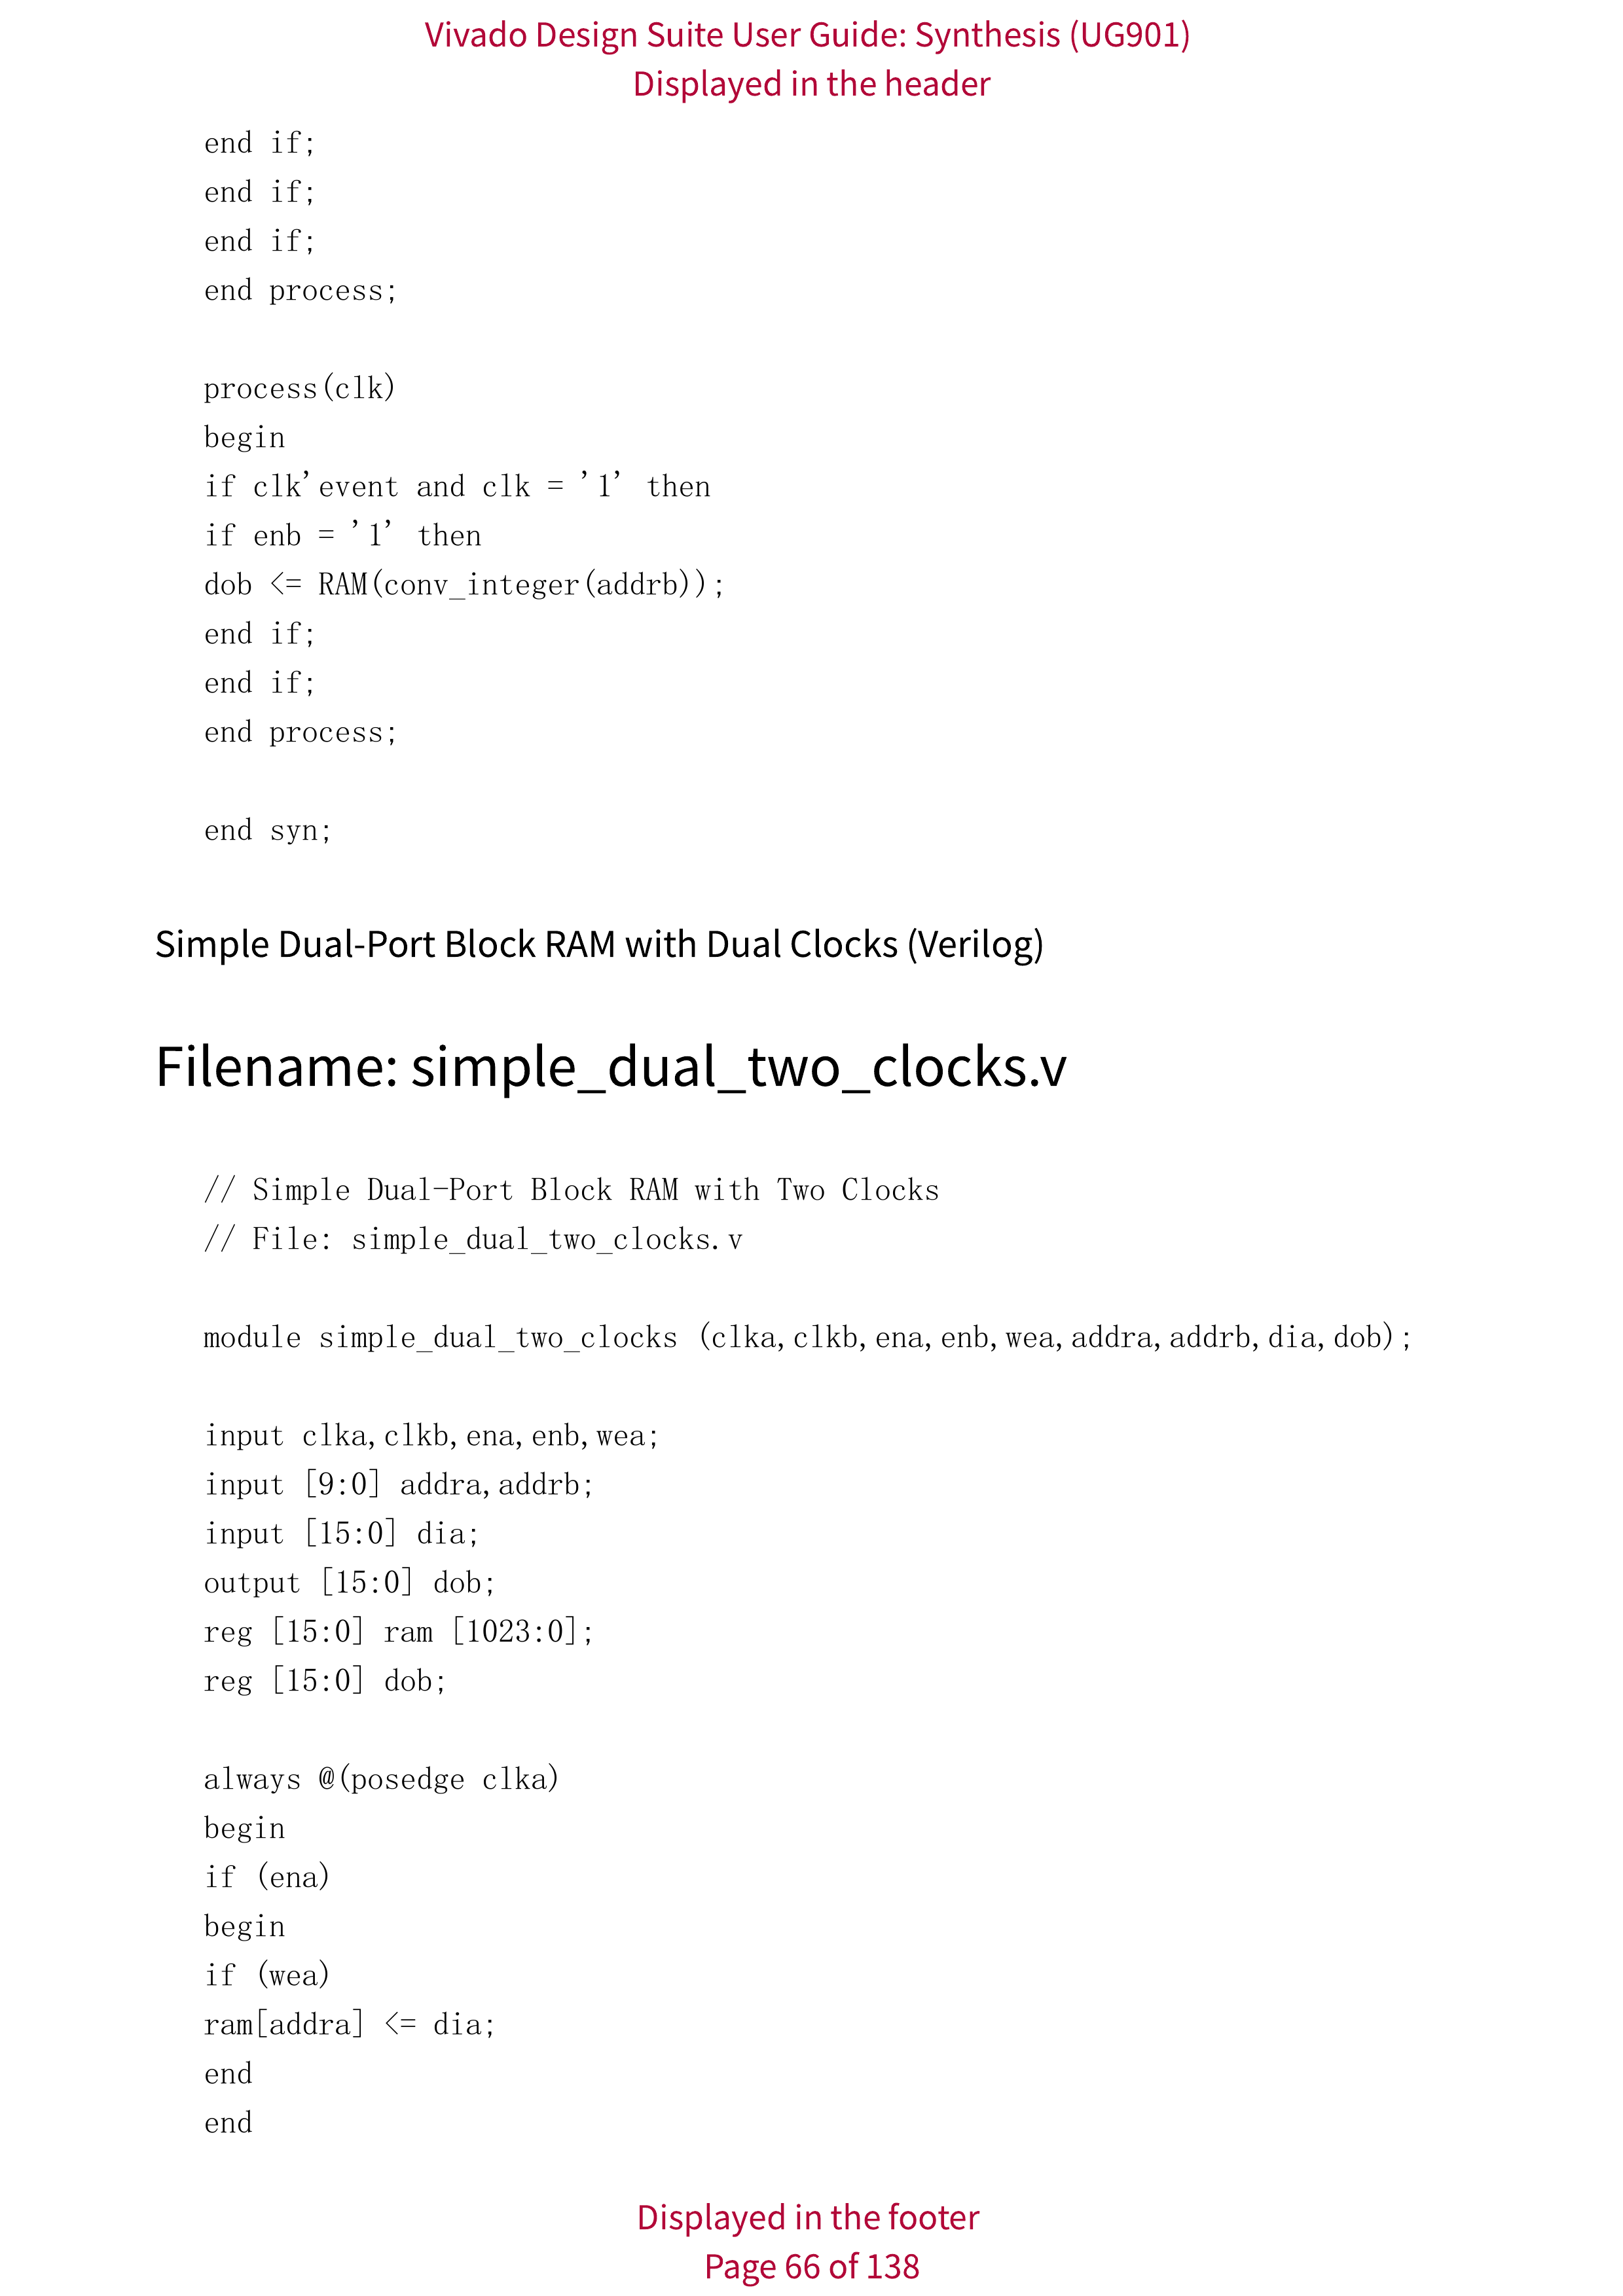 Vivado Design Suite User Guide: Synthesis (UG901)
Displayed in the header
end if;
end if;
end if;
end process;
process(clk)
begin
if clk'event and clk = '1' then
if enb = '1' then
dob <= RAM(conv_integer(addrb));
end if;
end if;
end process;
end syn;
Simple Dual-Port Block RAM with Dual Clocks (Verilog)
Filename: simple_dual_two_clocks.v
// Simple Dual-Port Block RAM with Two Clocks
// File: simple_dual_two_clocks.v
module simple_dual_two_clocks (clka,clkb,ena,enb,wea,addra,addrb,dia,dob);
input clka,clkb,ena,enb,wea;
input [9:0] addra,addrb;
input [15:0] dia;
output [15:0] dob;
reg [15:0] ram [1023:0];
reg [15:0] dob;
always @(posedge clka)
begin
if (ena)
begin
if (wea)
ram[addra] <= dia;
end
end
Displayed in the footer
Page 66 of 138